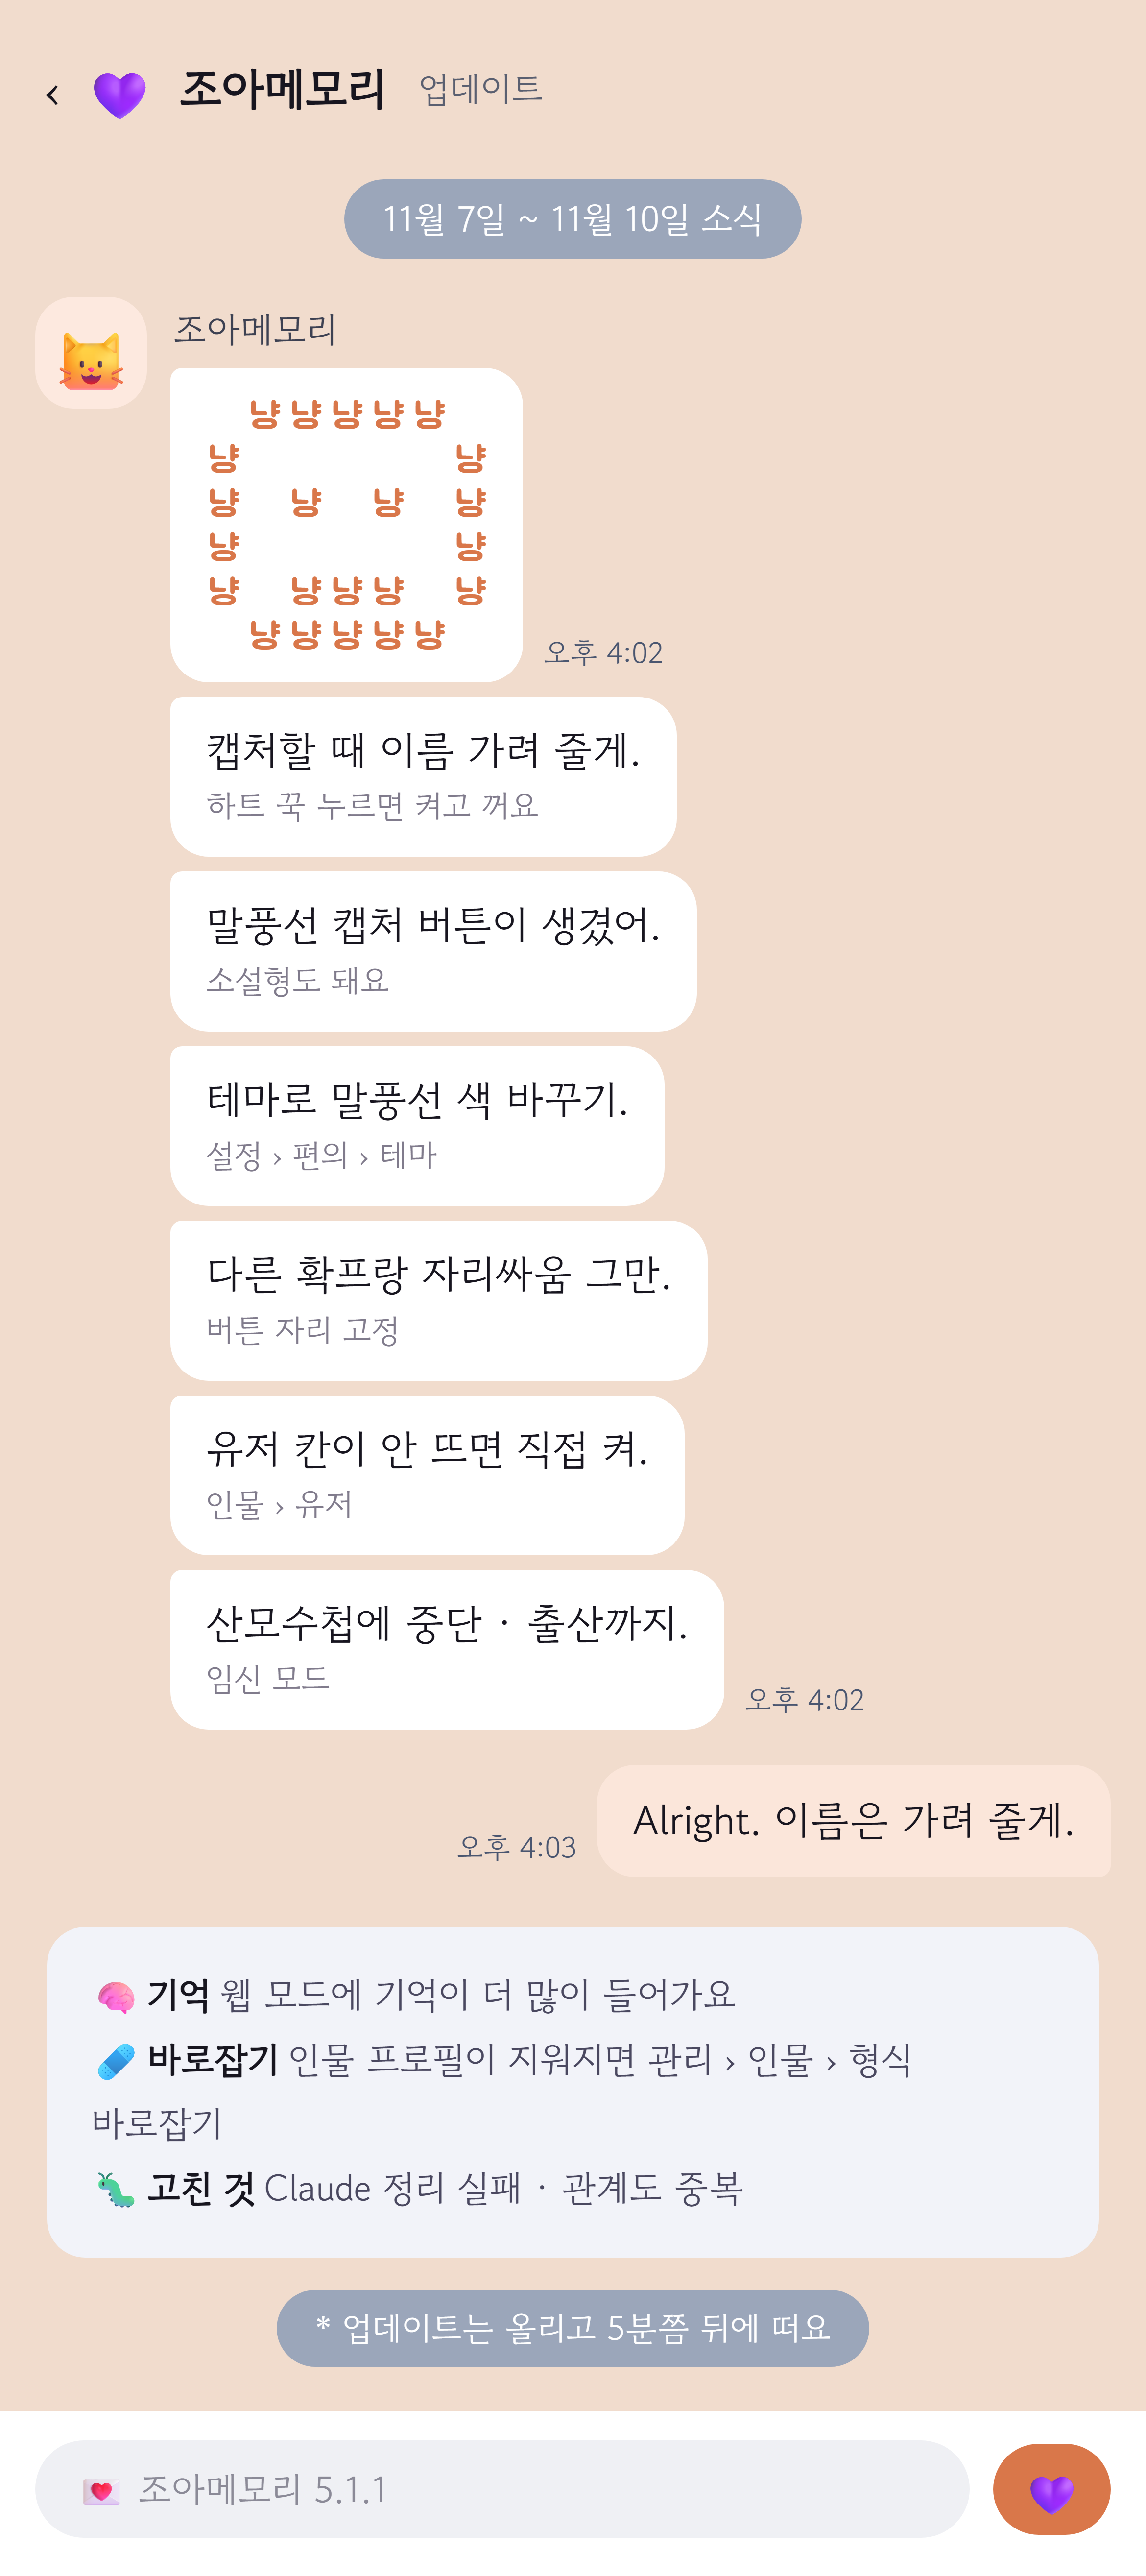 ‹ 조아메모리 업데이트
11월 7일 ~ 11월 10일 소식
조아메모리
냥냥냥냥냥
냥 냥
냥 냥 냥 냥
냥 냥
냥 냥냥냥 냥
냥냥냥냥냥
오후 4:02
캡처할 때 이름 가려 줄게.
하트 꾹 누르면 켜고 꺼요
말풍선 캡처 버튼이 생겼어.
소설형도 돼요
테마로 말풍선 색 바꾸기.
설정 › 편의 › 테마
다른 확프랑 자리싸움 그만.
버튼 자리 고정
유저 칸이 안 뜨면 직접 켜.
인물 › 유저
산모수첩에 중단 · 출산까지.
임신 모드
오후 4:02
Alright. 이름은 가려 줄게.
오후 4:03
기억 웹 모드에 기억이 더 많이 들어가요
바로잡기 인물 프로필이 지워지면 관리 › 인물 › 형식
바로잡기
고친 것 Claude 정리 실패 · 관계도 중복
* 업데이트는 올리고 5분쯤 뒤에 떠요
조아메모리 5.1.1